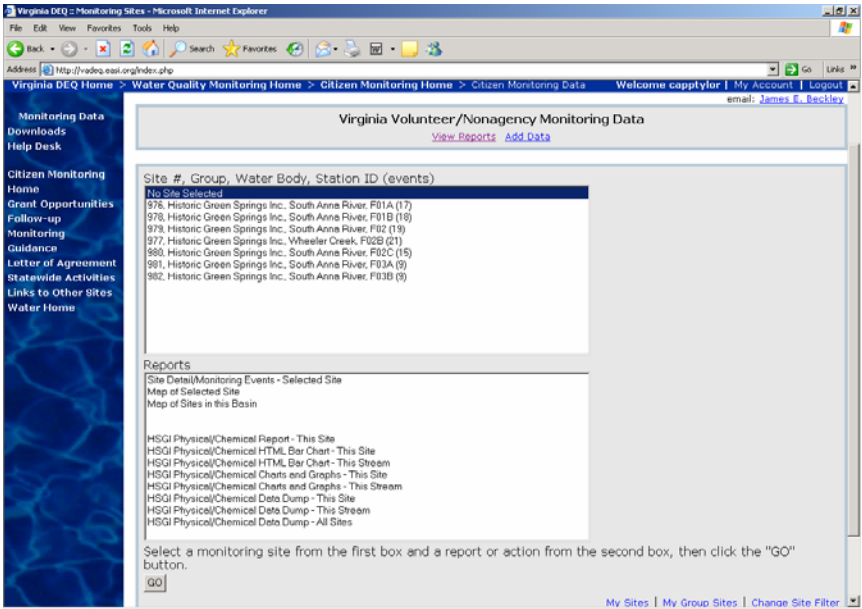 Virginia DEQ :: Monitoring Sites - Microsoft Internet Explorer
File Edit View Favorites Tools Help
Back Search Favorites
Address http://vadeq.easi.org/index.php Go Links »
Virginia DEQ Home > Water Quality Monitoring Home > Citizen Monitoring Home > Citizen Monitoring Data Welcome capptylor | My Account | Logout
email: James E. Beckley
Monitoring Data
Downloads
Help Desk
Citizen Monitoring
Home
Grant Opportunities
Follow-up
Monitoring
Guidance
Letter of Agreement
Statewide Activities
Links to Other Sites
Water Home
Virginia Volunteer/Nonagency Monitoring Data
View Reports Add Data
Site #, Group, Water Body, Station ID (events)
No Site Selected
976, Historic Green Springs Inc., South Anna River, F01A (17)
978, Historic Green Springs Inc., South Anna River, F01B (18)
979, Historic Green Springs Inc., South Anna River, F02 (19)
977, Historic Green Springs Inc., Wheeler Creek, F02B (21)
980, Historic Green Springs Inc., South Anna River, F02C (15)
981, Historic Green Springs Inc., South Anna River, F03A (9)
982, Historic Green Springs Inc., South Anna River, F03B (9)
Reports
Site Detail/Monitoring Events - Selected Site
Map of Selected Site
Map of Sites in this Basin
HSGI Physical/Chemical Report - This Site
HSGI Physical/Chemical HTML Bar Chart - This Site
HSGI Physical/Chemical HTML Bar Chart - This Stream
HSGI Physical/Chemical Charts and Graphs - This Site
HSGI Physical/Chemical Charts and Graphs - This Stream
HSGI Physical/Chemical Data Dump - This Site
HSGI Physical/Chemical Data Dump - This Stream
HSGI Physical/Chemical Data Dump - All Sites
Select a monitoring site from the first box and a report or action from the second box, then click the "GO"
button.
GO
My Sites | My Group Sites | Change Site Filter